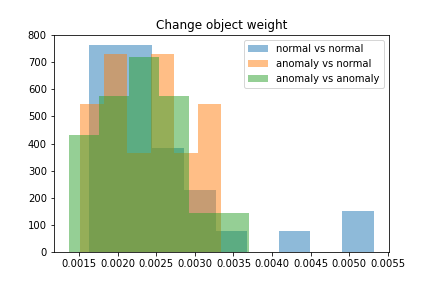 Change object weight
800
700
600
500
400
300
200
100
0
normal vs normal
anomaly vs normal
anomaly vs anomaly
0.0015 0.0020 0.0025 0.0030 0.0035 0.0040 0.0045 0.0050 0.0055